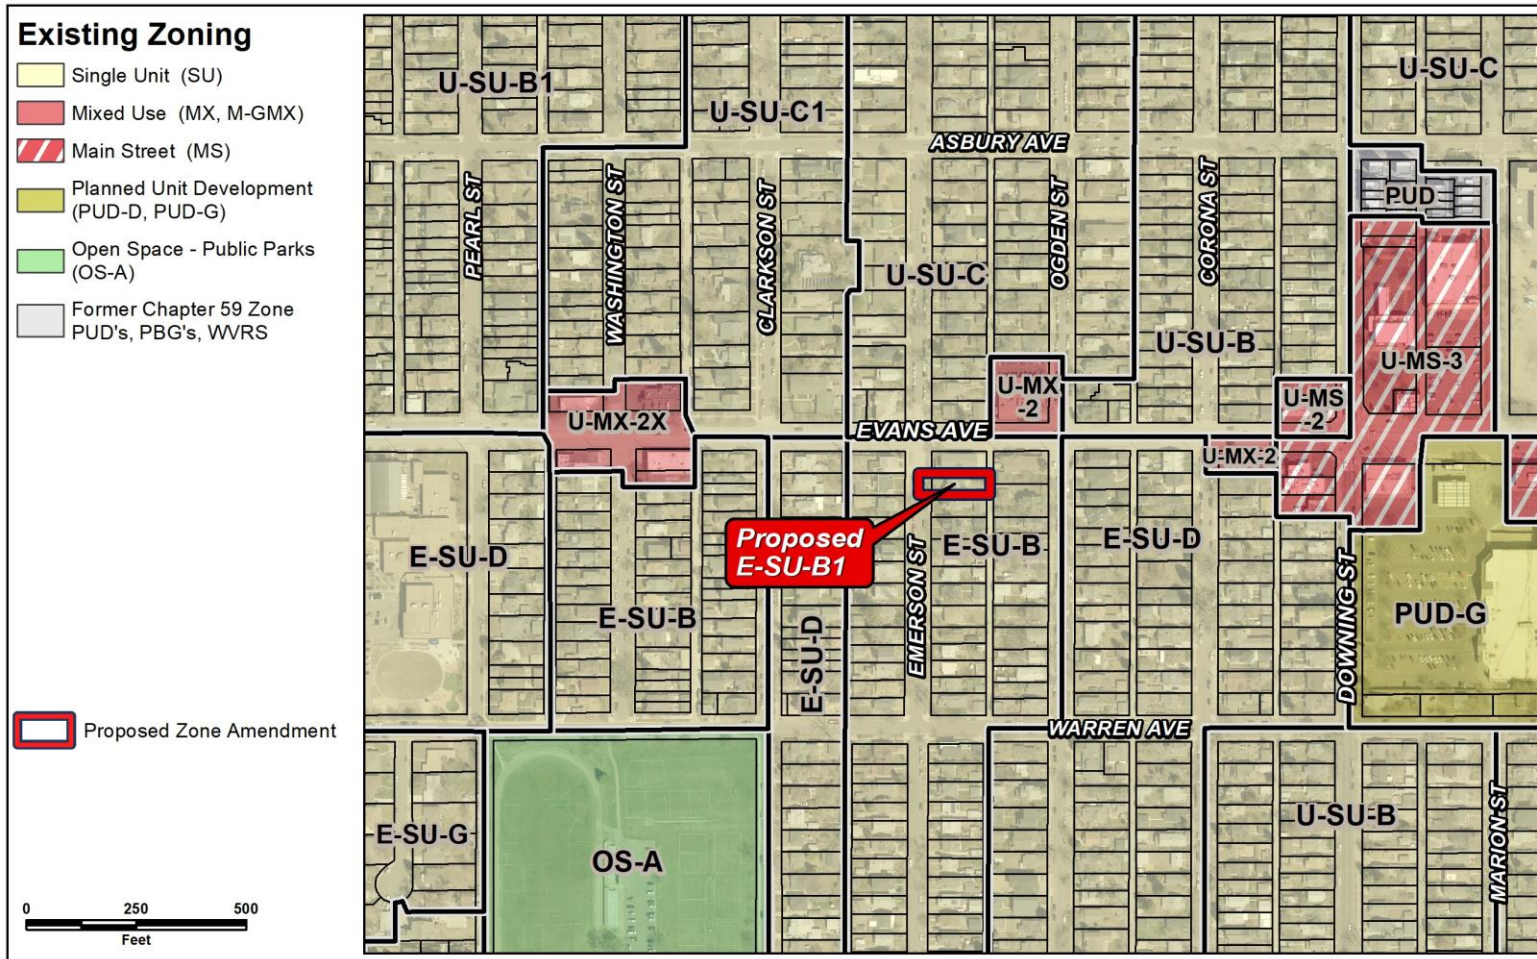 Existing Zoning
Single Unit (SU)
Mixed Use (MX, M-GMX)
Main Street (MS)
Planned Unit Development
(PUD-D, PUD-G)
Open Space - Public Parks
(OS-A)
Former Chapter 59 Zone
PUD's, PBG's, WVRS
Proposed Zone Amendment
0 250 500
Feet
U-SU-B1
U-SU-C1
U-SU-C
ASBURY AVE
PEARL ST
WASHINGTON ST
CLARKSON ST
OGDEN ST
CORONA ST
PUD
U-SU-C
U-SU-B
U-MS-3
U-MX-2X
U-MX
-2
U-MS
-2
EVANS AVE
U-MX-2
Proposed
E-SU-B1
E-SU-D
E-SU-B
E-SU-D
EMERSON ST
E-SU-B
E-SU-D
DOWNING ST
PUD-G
WARREN AVE
E-SU-G
OS-A
U-SU-B
MARION ST